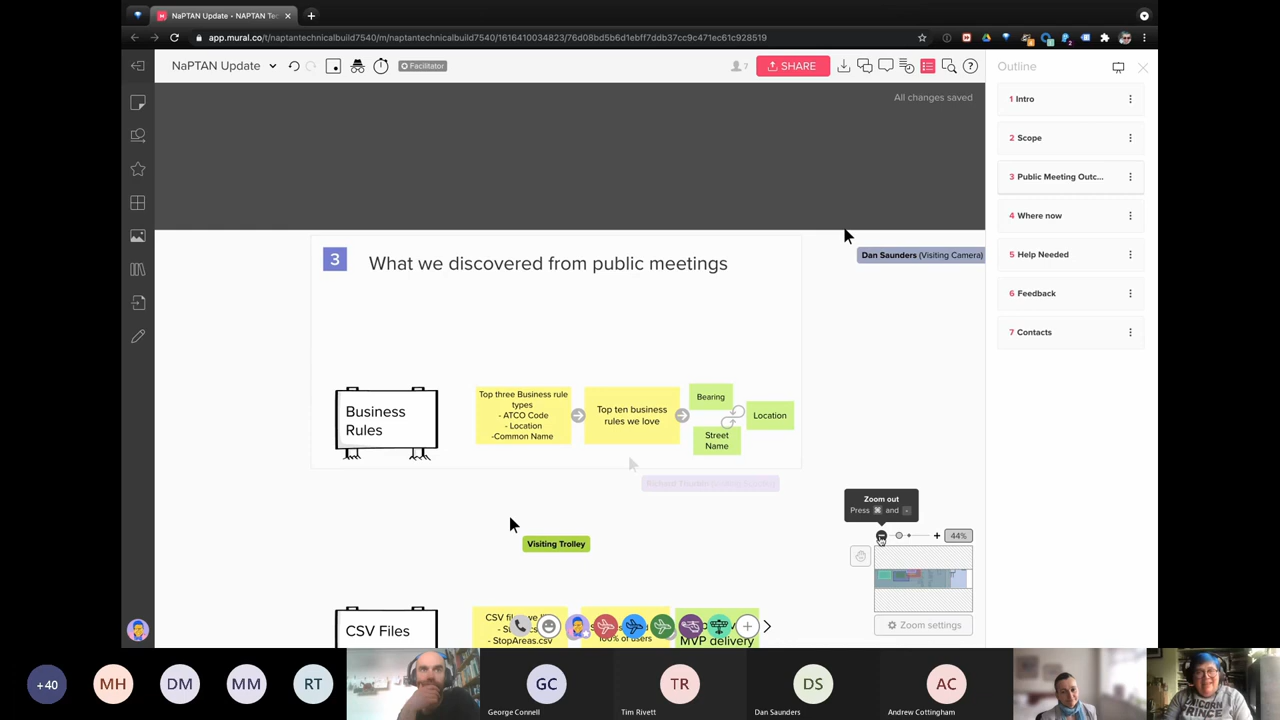 NaPTAN Update • NAPTAN Tec
app.mural.co/t/naptantechnicalbuild7540/m/naptantechnicalbuild7540/1616410034823/76d08bd5b6d1ebff7ddb37cc9c471ec61c928519
NaPTAN Update
Facilitator
7
SHARE
Outline
All changes saved
1 Intro
2 Scope
3 Public Meeting Outc...
4 Where now
5 Help Needed
6 Feedback
7 Contacts
3
What we discovered from public meetings
Dan Saunders (Visiting Camera)
Business
Rules
Top three Business rule
types
- ATCO Code
- Location
-Common Name
Top ten business
rules we love
Bearing
Location
Street
Name
Visiting Trolley
Zoom out
Press ⌘ and -
44%
Zoom settings
CSV Files
- StopAreas.csv
100% of users
MVP delivery
+40
MH
DM
MM
RT
GC
George Connell
TR
Tim Rivett
DS
Dan Saunders
AC
Andrew Cottingham
UNICORN